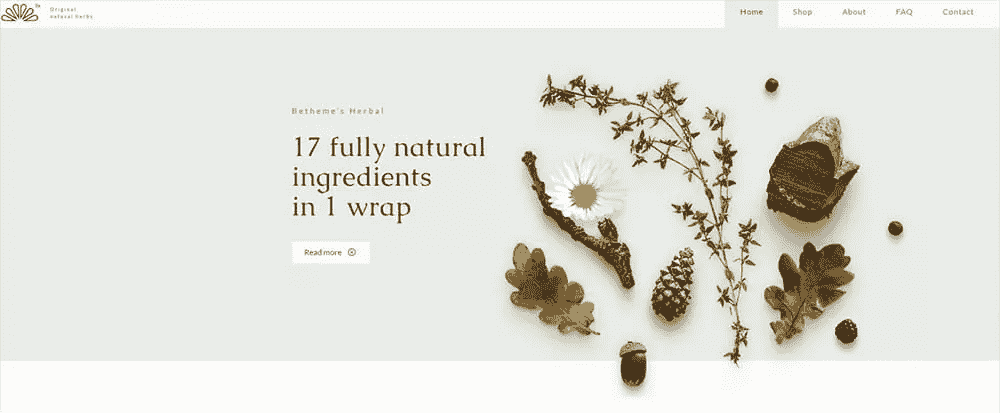 Be
Original
natural herbs
Home
Shop
About
FAQ
Contact
Betheme's Herbal
17 fully natural
ingredients
in 1 wrap
Read more